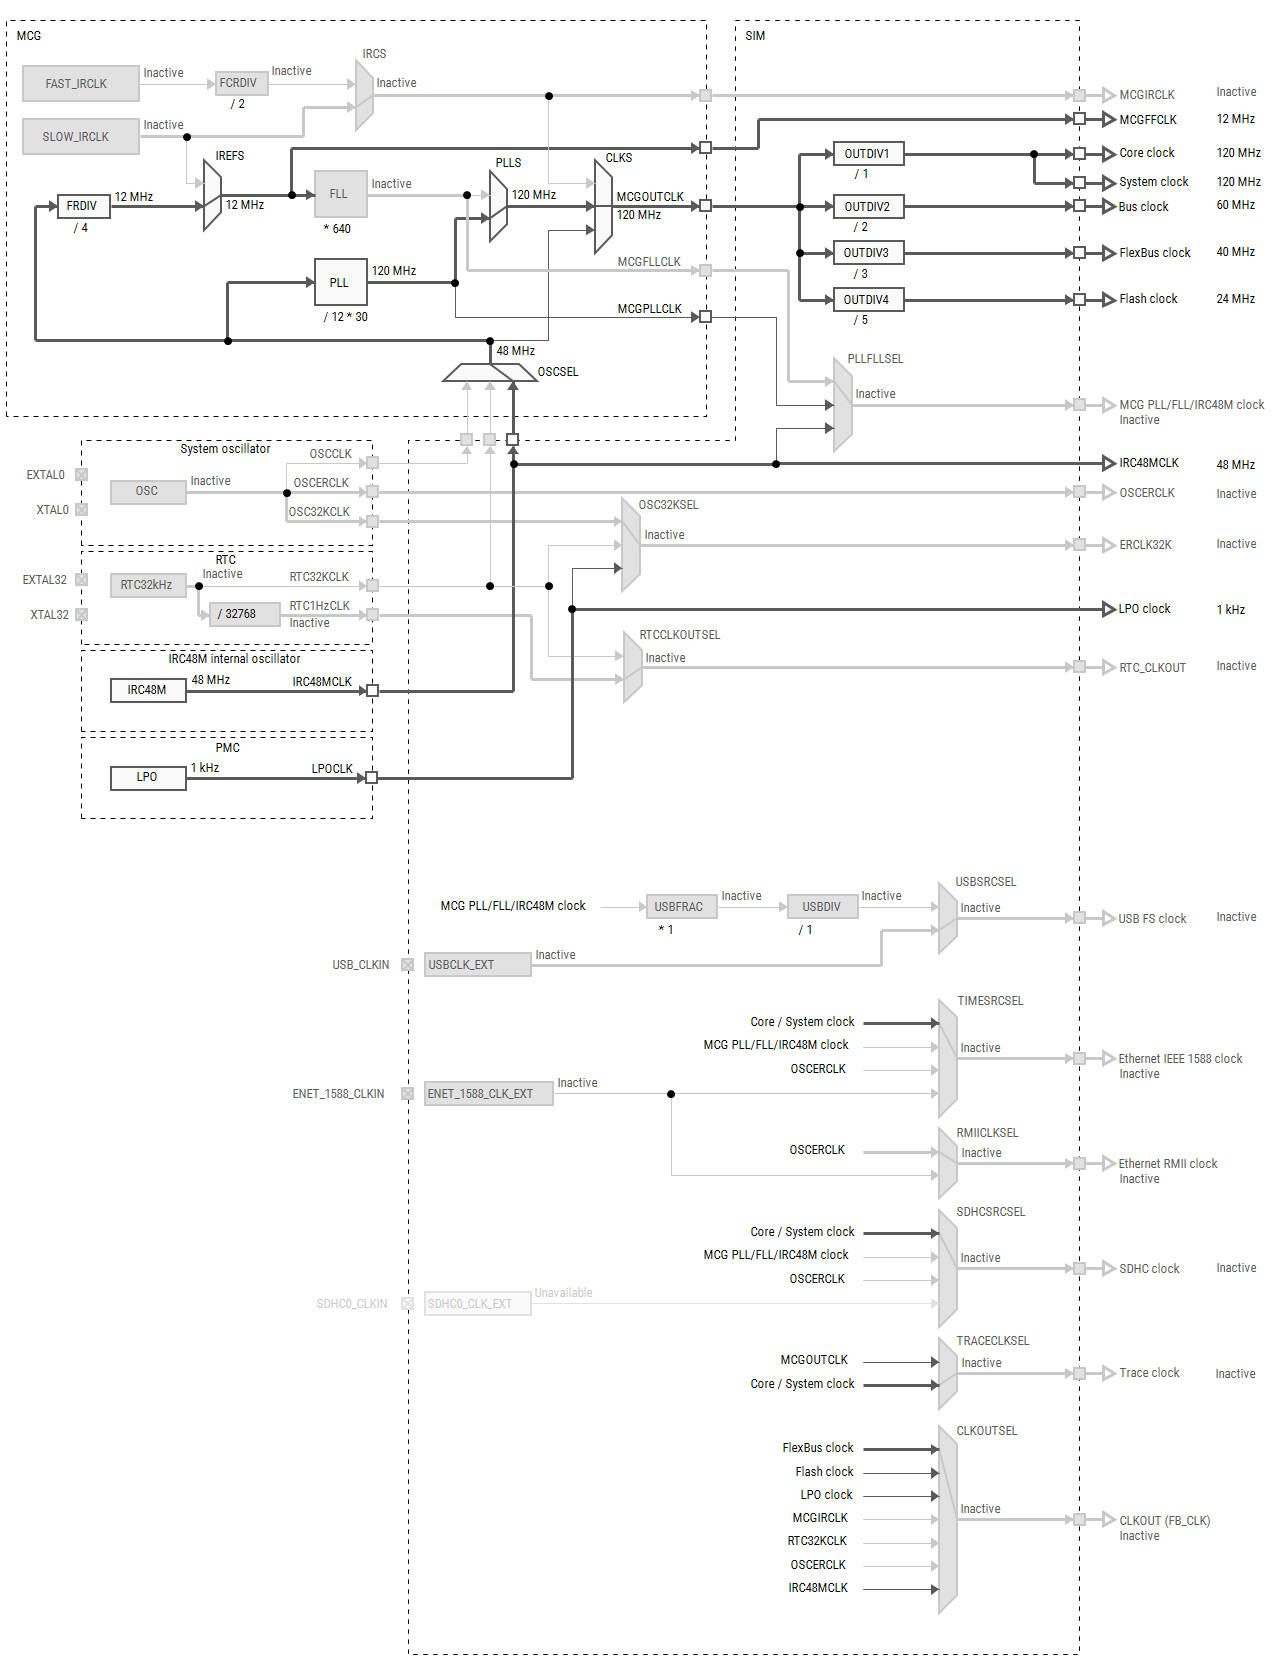 MCG
SIM
IRCS
FAST_IRCLK
Inactive
FCRDIV
Inactive
/ 2
Inactive
MCGIRCLK
Inactive
SLOW_IRCLK
Inactive
MCGFFCLK
12 MHz
IREFS
PLLS
CLKS
OUTDIV1
/ 1
Core clock
120 MHz
System clock
120 MHz
FRDIV
12 MHz
/ 4
12 MHz
FLL
Inactive
* 640
120 MHz
MCGOUTCLK
120 MHz
OUTDIV2
/ 2
Bus clock
60 MHz
OUTDIV3
/ 3
FlexBus clock
40 MHz
MCGFLLCLK
PLL
120 MHz
/ 12 * 30
MCGPLLCLK
OUTDIV4
/ 5
Flash clock
24 MHz
48 MHz
OSCSEL
PLLFLLSEL
Inactive
MCG PLL/FLL/IRC48M clock
Inactive
System oscillator
OSCCLK
IRC48MCLK
48 MHz
EXTAL0
XTAL0
OSC
Inactive
OSCERCLK
OSCERCLK
Inactive
OSC32KCLK
OSC32KSEL
Inactive
ERCLK32K
Inactive
RTC
EXTAL32
XTAL32
RTC32kHz
Inactive
RTC32KCLK
/ 32768
RTC1HzCLK
Inactive
LPO clock
1 kHz
RTCCLKOUTSEL
Inactive
RTC_CLKOUT
Inactive
IRC48M internal oscillator
IRC48M
48 MHz
IRC48MCLK
PMC
LPO
1 kHz
LPOCLK
USBSRCSEL
MCG PLL/FLL/IRC48M clock
USBFRAC
Inactive
* 1
USBDIV
Inactive
/ 1
Inactive
USB FS clock
Inactive
USB_CLKIN
USBCLK_EXT
Inactive
TIMESRCSEL
Core / System clock
MCG PLL/FLL/IRC48M clock
OSCERCLK
Inactive
Ethernet IEEE 1588 clock
Inactive
ENET_1588_CLKIN
ENET_1588_CLK_EXT
Inactive
RMIICLKSEL
OSCERCLK
Inactive
Ethernet RMII clock
Inactive
SDHCSRCSEL
Core / System clock
MCG PLL/FLL/IRC48M clock
OSCERCLK
Inactive
SDHC clock
Inactive
SDHC0_CLKIN
SDHC0_CLK_EXT
Unavailable
TRACECLKSEL
MCGOUTCLK
Core / System clock
Inactive
Trace clock
Inactive
CLKOUTSEL
FlexBus clock
Flash clock
LPO clock
MCGIRCLK
RTC32KCLK
OSCERCLK
IRC48MCLK
Inactive
CLKOUT (FB_CLK)
Inactive